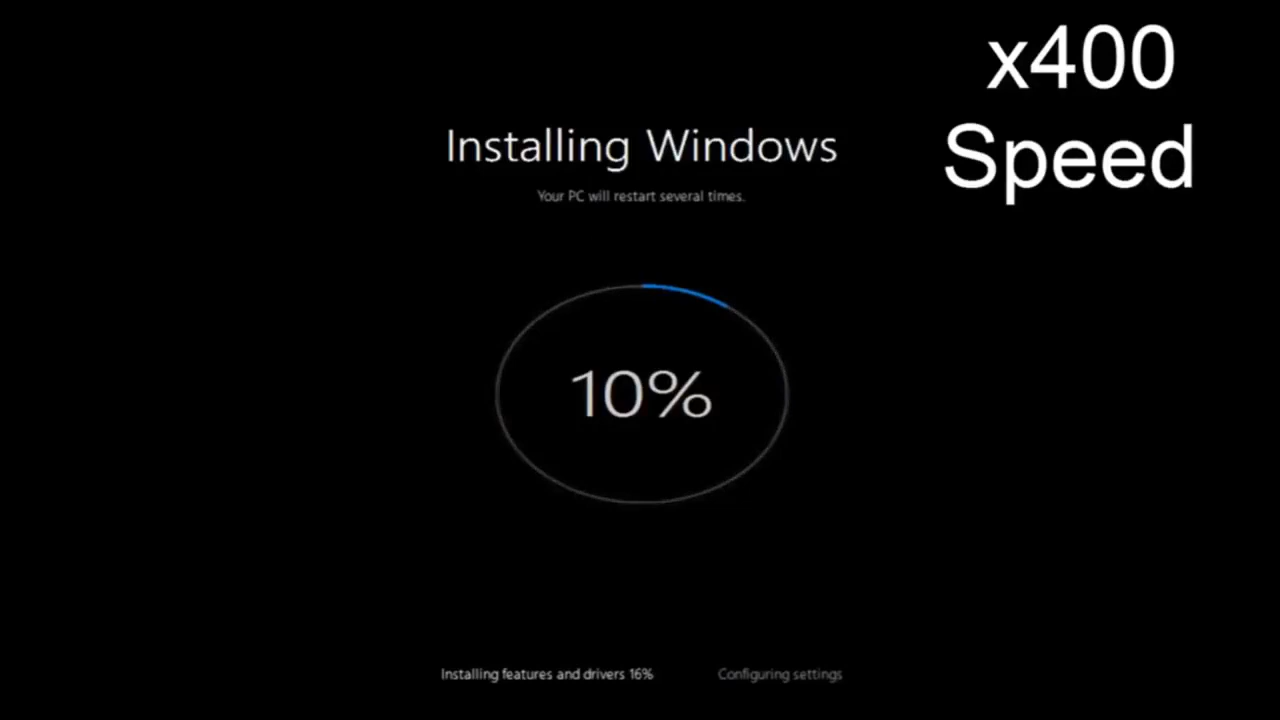 x400
Speed
Installing Windows
Your PC will restart several times.
10%
Installing features and drivers 16%
Configuring settings